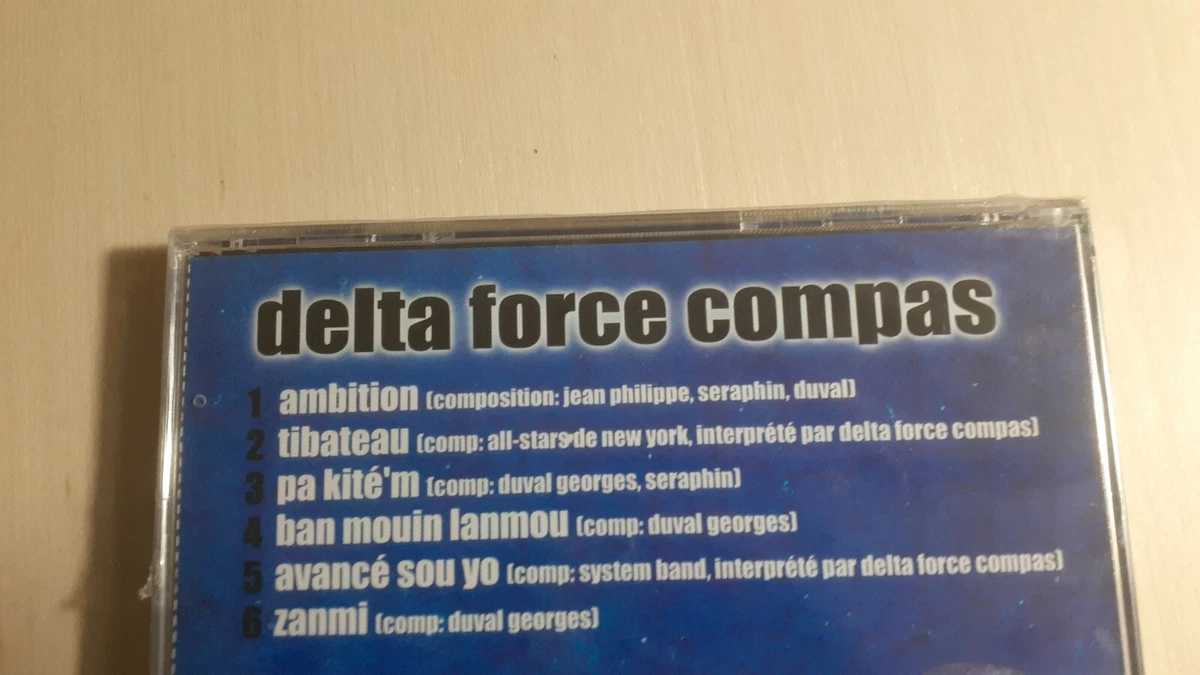 delta force compas
1 ambition (composition: jean philippe, seraphin, duval)
2 tibateau (comp: all-stars de new york, interprété par delta force compas)
3 pa kité'm (comp: duval georges, seraphin)
4 ban mouin lanmou (comp: duval georges)
5 avancé sou yo (comp: system band, interprété par delta force compas)
6 zanmi (comp: duval georges)